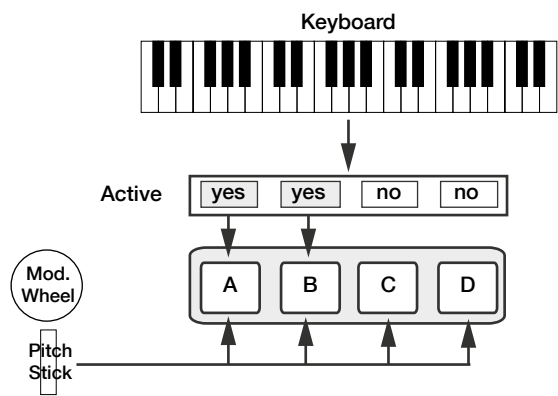 Keyboard
Active
yes yes no no
A B C D
Mod.
Wheel
Pitch
Stick